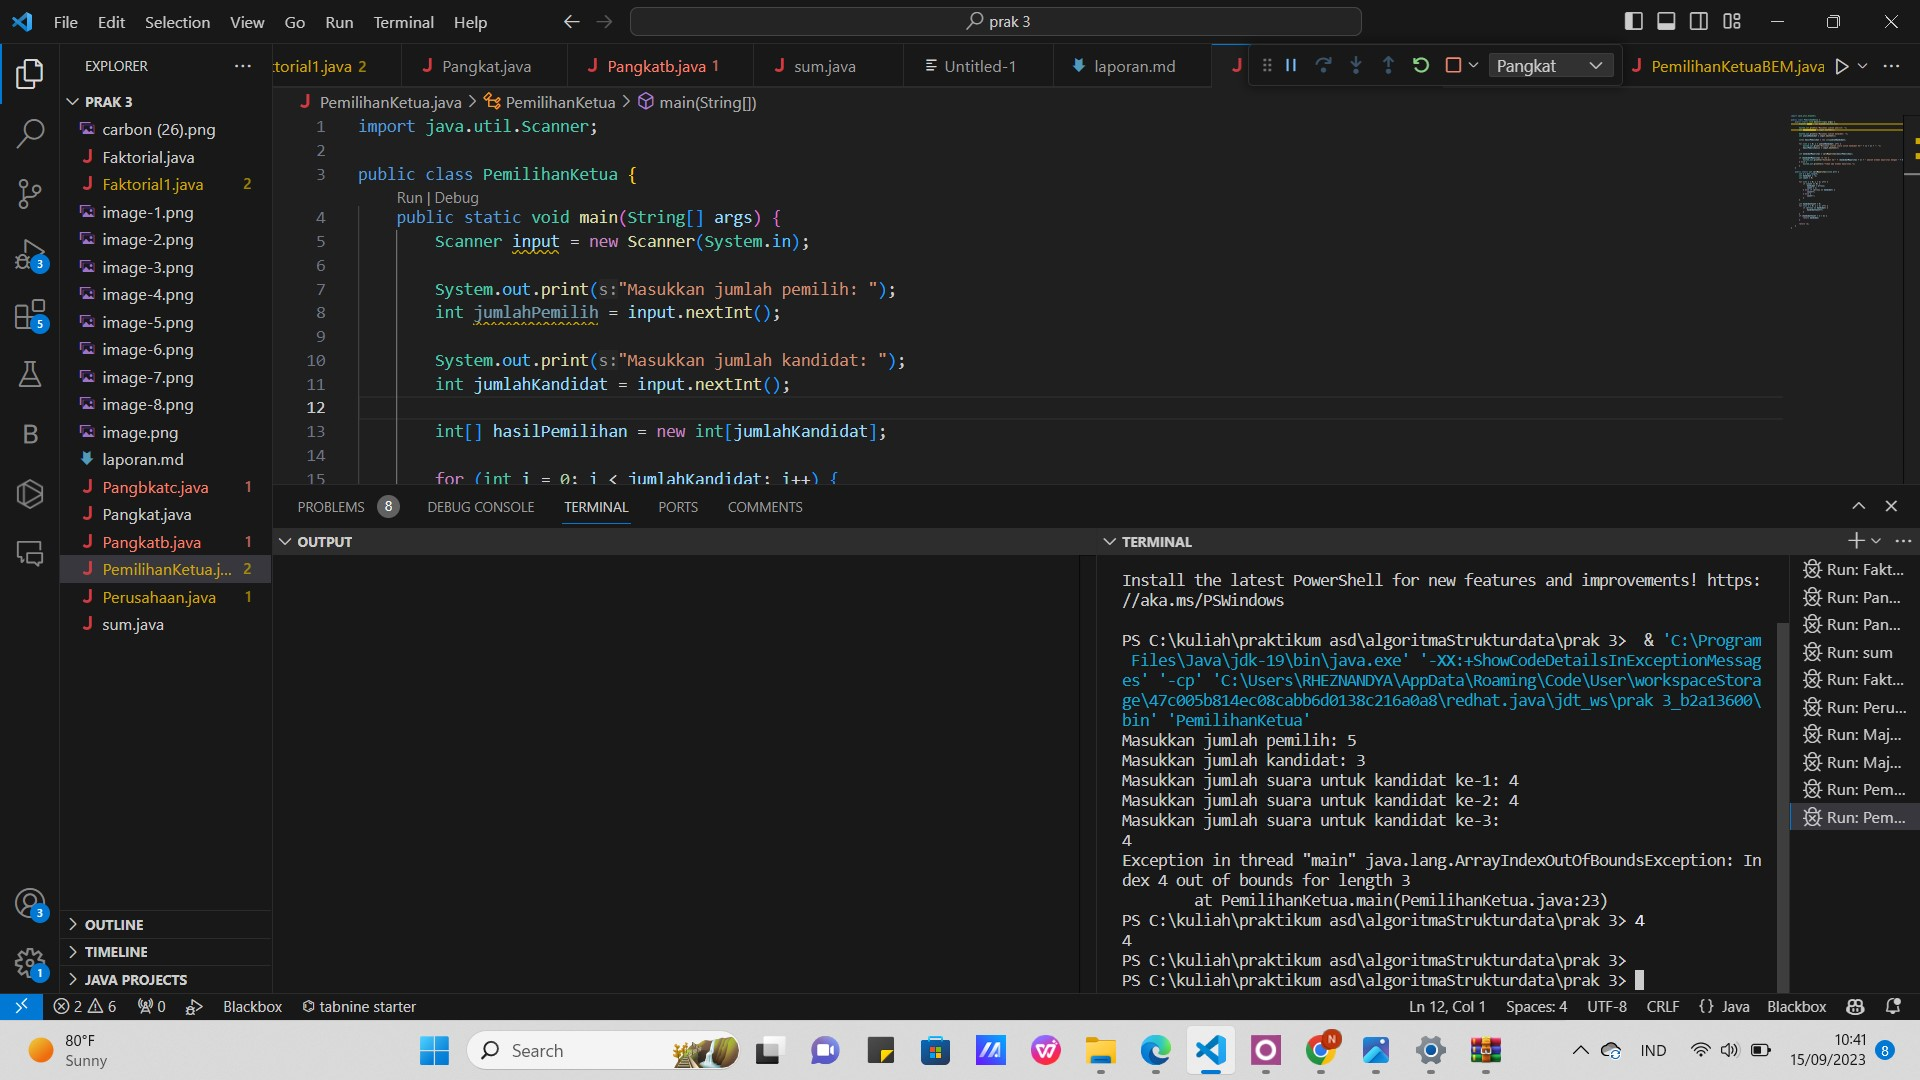 File Edit Selection View Go Run Terminal Help
prak 3
EXPLORER
PRAK 3
carbon (26).png
Faktorial.java
Faktorial1.java 2
image-1.png
image-2.png
image-3.png
image-4.png
image-5.png
image-6.png
image-7.png
image-8.png
image.png
laporan.md
Pangbkatc.java 1
Pangkat.java
Pangkatb.java 1
PemilihanKetua.j... 2
Perusahaan.java 1
sum.java
OUTLINE
TIMELINE
JAVA PROJECTS
3
5
B
3
1
torial1.java 2
Pangkat.java
Pangkatb.java 1
sum.java
Untitled-1
laporan.md
Pangkat
PemilihanKetuaBEM.java
PemilihanKetua.java > PemilihanKetua > main(String[])
1 import java.util.Scanner;
2
3 public class PemilihanKetua {
Run | Debug
4 public static void main(String[] args) {
5 Scanner input = new Scanner(System.in);
6
7 System.out.print(s:"Masukkan jumlah pemilih: ");
8 int jumlahPemilih = input.nextInt();
9
10 System.out.print(s:"Masukkan jumlah kandidat: ");
11 int jumlahKandidat = input.nextInt();
12
13 int[] hasilPemilihan = new int[jumlahKandidat];
14
15 for (int i = 0; i < jumlahKandidat; i++) {
PROBLEMS 8 DEBUG CONSOLE TERMINAL PORTS COMMENTS
OUTPUT
TERMINAL
Install the latest PowerShell for new features and improvements! https:
//aka.ms/PSWindows
PS C:\kuliah\praktikum asd\algoritmaStrukturdata\prak 3> & 'C:\Program
Files\Java\jdk-19\bin\java.exe' '-XX:+ShowCodeDetailsInExceptionMessag
es' '-cp' 'C:\Users\RHEZNANDYA\AppData\Roaming\Code\User\workspaceStora
ge\47c005b814ec08cabb6d0138c216a0a8\redhat.java\jdt_ws\prak 3_b2a13600\
bin' 'PemilihanKetua'
Masukkan jumlah pemilih: 5
Masukkan jumlah kandidat: 3
Masukkan jumlah suara untuk kandidat ke-1: 4
Masukkan jumlah suara untuk kandidat ke-2: 4
Masukkan jumlah suara untuk kandidat ke-3:
4
Exception in thread "main" java.lang.ArrayIndexOutOfBoundsException: In
dex 4 out of bounds for length 3
at PemilihanKetua.main(PemilihanKetua.java:23)
PS C:\kuliah\praktikum asd\algoritmaStrukturdata\prak 3> 4
4
PS C:\kuliah\praktikum asd\algoritmaStrukturdata\prak 3>
PS C:\kuliah\praktikum asd\algoritmaStrukturdata\prak 3>
Run: Fakt...
Run: Pan...
Run: Pan...
Run: sum
Run: Fakt...
Run: Peru...
Run: Maj...
Run: Maj...
Run: Pem...
Run: Pem...
2 6 0 Blackbox tabnine starter
Ln 12, Col 1 Spaces: 4 UTF-8 CRLF {} Java Blackbox
80°F
Sunny
Search
N
IND
10:41
15/09/2023
8